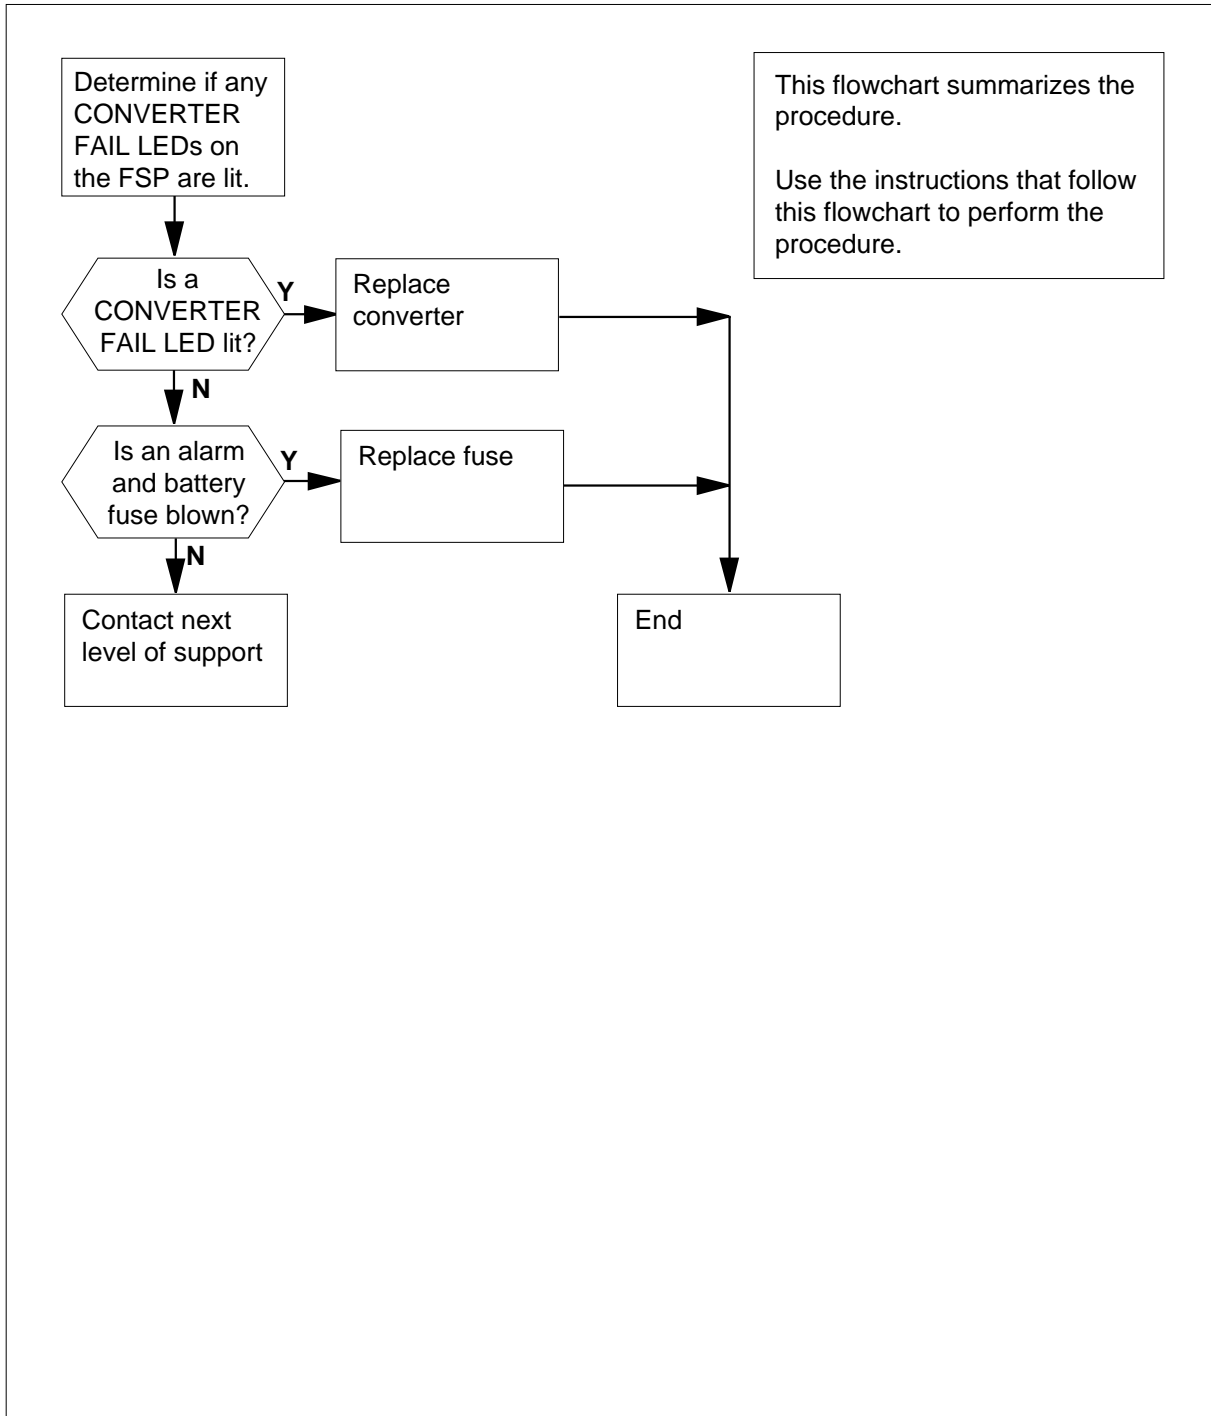 Determine if any
CONVERTER
FAIL LEDs on
the FSP are lit.
This flowchart summarizes the
procedure.
Use the instructions that follow
this flowchart to perform the
procedure.
Is a
CONVERTER
FAIL LED lit?
Y
Replace
converter
N
Is an alarm
and battery
fuse blown?
Y
Replace fuse
N
Contact next
level of support
End